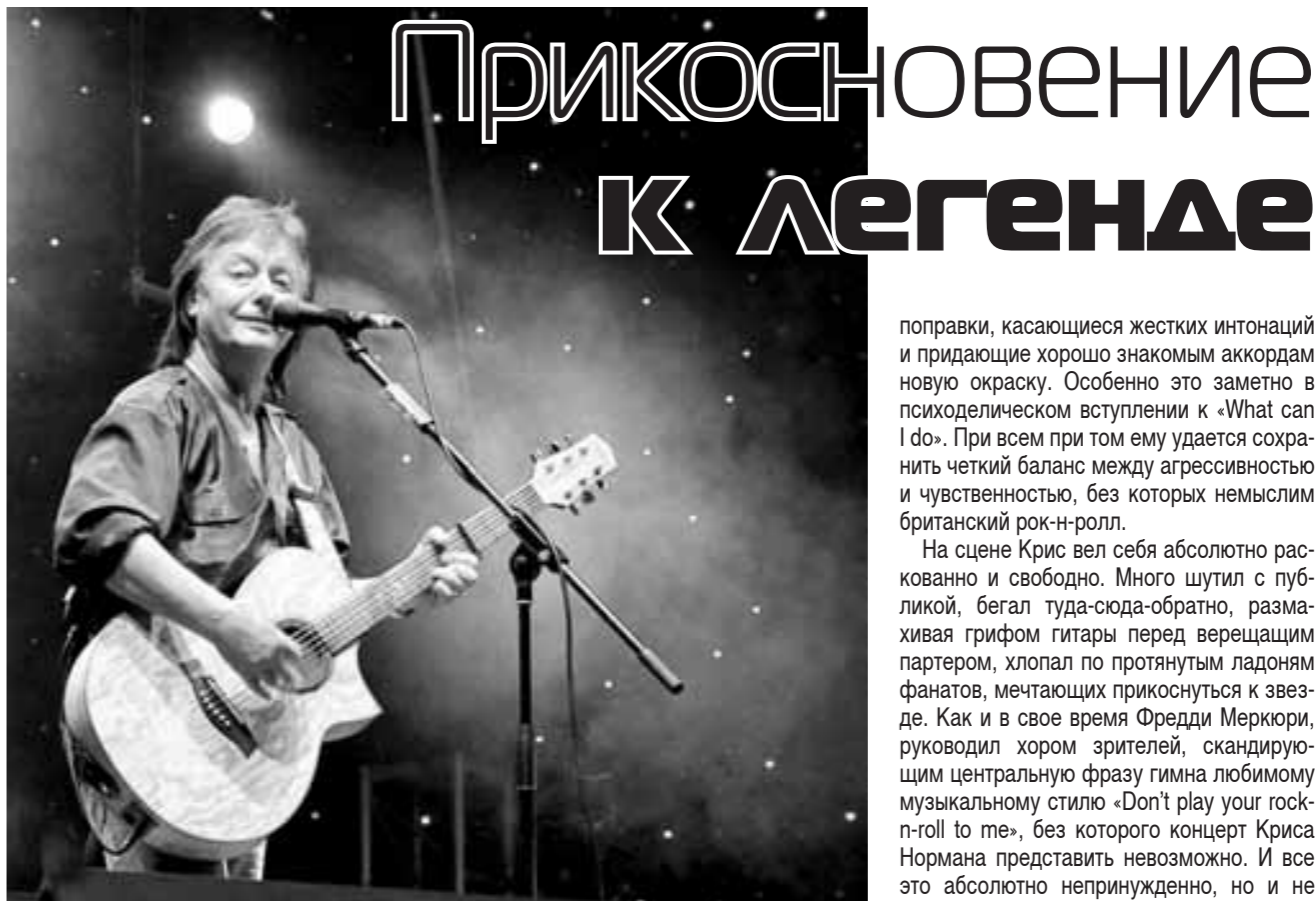 Прикосновение
к легенде
поправки, касающиеся жестких интонаций
и придающие хорошо знакомым аккордам
новую окраску. Особенно это заметно в
психоделическом вступлении к «What can
I do». При всем при том ему удается сохра-
нить четкий баланс между агрессивностью
и чувственностью, без которых немыслим
британский рок-н-ролл.
На сцене Крис вел себя абсолютно рас-
кованно и свободно. Много шутил с пуб-
ликой, бегал туда-сюда-обратно, разма-
хивая грифом гитары перед верещащим
партером, хлопал по протянутым ладоням
фанатов, мечтающих прикоснуться к звез-
де. Как и в свое время Фредди Меркюри,
руководил хором зрителей, скандирую-
щим центральную фразу гимна любимому
музыкальному стилю «Don't play your rock-
n-roll to me», без которого концерт Криса
Нормана представить невозможно. И все
это абсолютно непринужденно, но и не